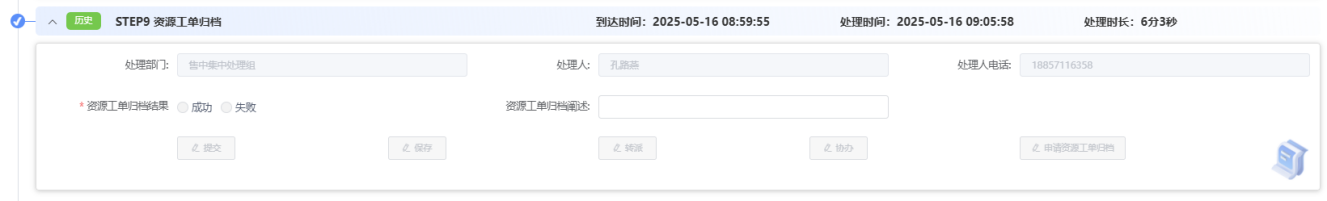 历史 STEP9 资源工单归档 到达时间：2025-05-16 08:59:55 处理时间：2025-05-16 09:05:58 处理时长：6分3秒
处理部门: 售中集中处理组 处理人: 孔路荟 处理人电话: 18857116358
* 资源工单归档结果 成功 失败 资源工单归档阐述:
提交 保存 转派 协办 申请资源工单归档